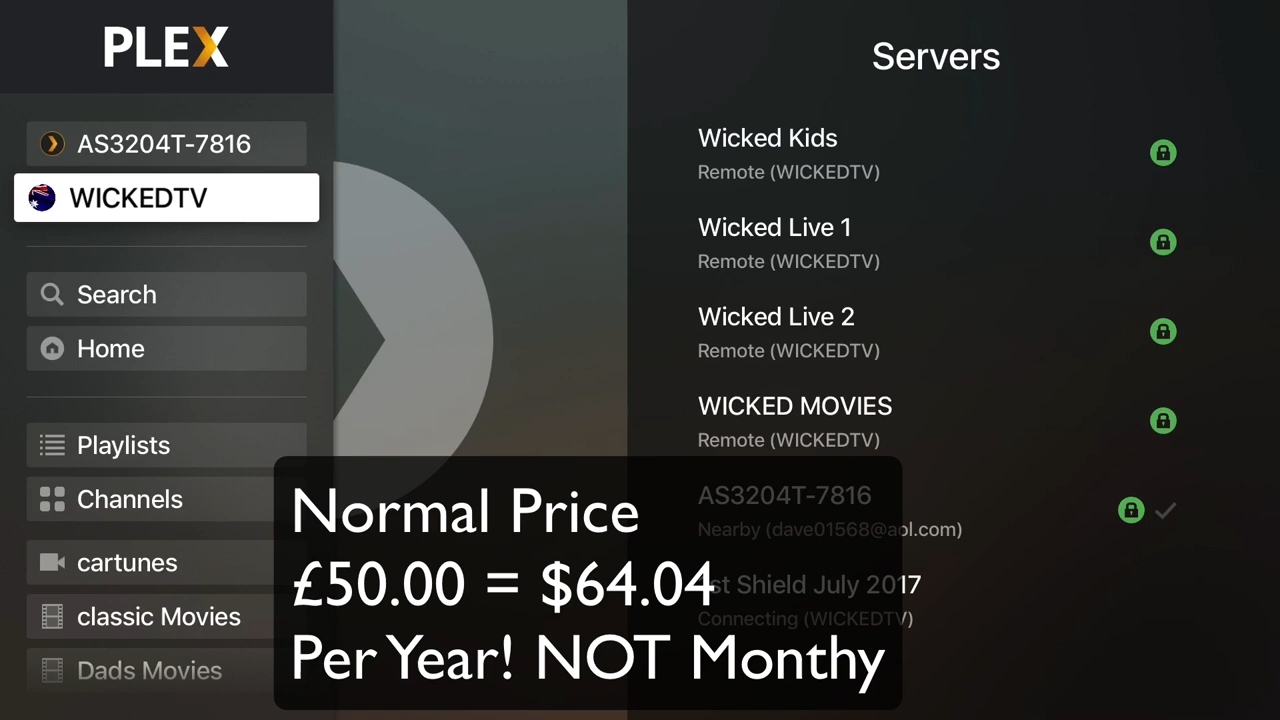 PLEX
AS3204T-7816
WICKEDTV
Search
Home
Playlists
Channels
cartunes
classic Movies
Dads Movies
Servers
Wicked Kids
Remote (WICKEDTV)
Wicked Live 1
Remote (WICKEDTV)
Wicked Live 2
Remote (WICKEDTV)
WICKED MOVIES
Remote (WICKEDTV)
AS3204T-7816
Nearby (dave01568@aol.com)
st Shield July 2017
Connecting (WICKEDTV)
Normal Price
£50.00 = $64.04
Per Year! NOT Monthy